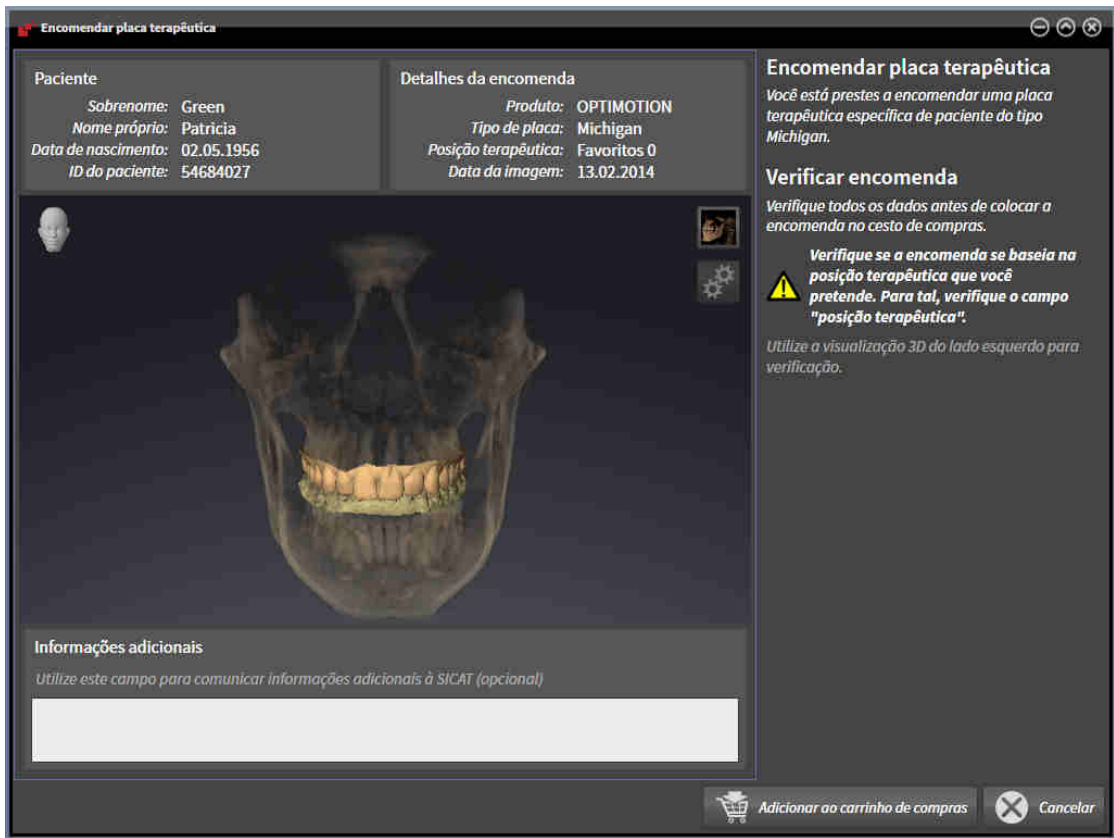 Encomendar placa terapêutica
Paciente
Sobrenome: Green
Nome próprio: Patricia
Data de nascimento: 02.05.1956
ID do paciente: 54684027
Detalhes da encomenda
Produto: OPTIMOTION
Tipo de placa: Michigan
Posição terapêutica: Favoritos 0
Data da imagem: 13.02.2014
Informações adicionais
Utilize este campo para comunicar informações adicionais à SICAT (opcional)
Encomendar placa terapêutica
Você está prestes a encomendar uma placa
terapêutica específica de paciente do tipo
Michigan.
Verificar encomenda
Verifique todos os dados antes de colocar a
encomenda no cesto de compras.
Verifique se a encomenda se baseia na
posição terapêutica que você
pretende. Para tal, verifique o campo
"posição terapêutica".
Utilize a visualização 3D do lado esquerdo para
verificação.
Adicionar ao carrinho de compras
Cancelar